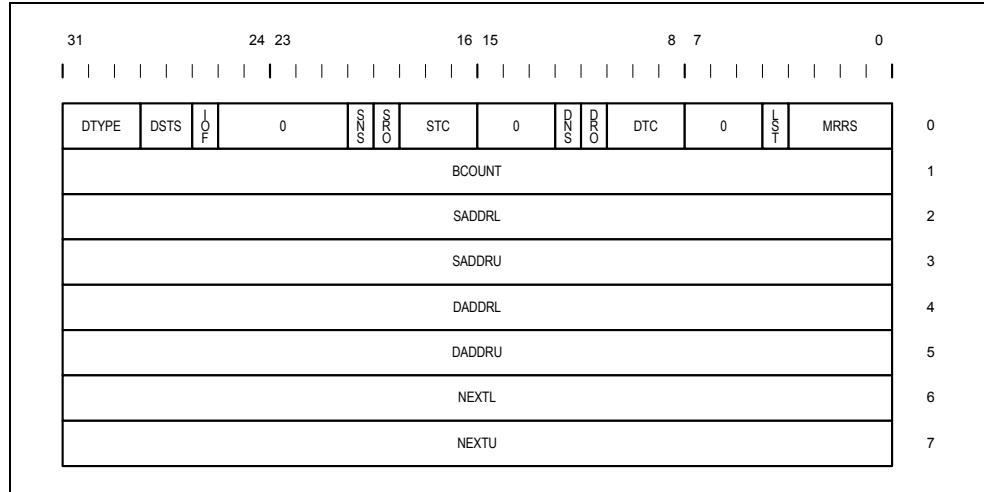 31 24 23 16 15 8 7 0
DTYPE DSTS IOF 0 SNS SRO STC 0 DNS DRO DTC 0 LST MRRS 0
BCOUNT 1
SADDRL 2
SADDRU 3
DADDRL 4
DADDRU 5
NEXTL 6
NEXTU 7